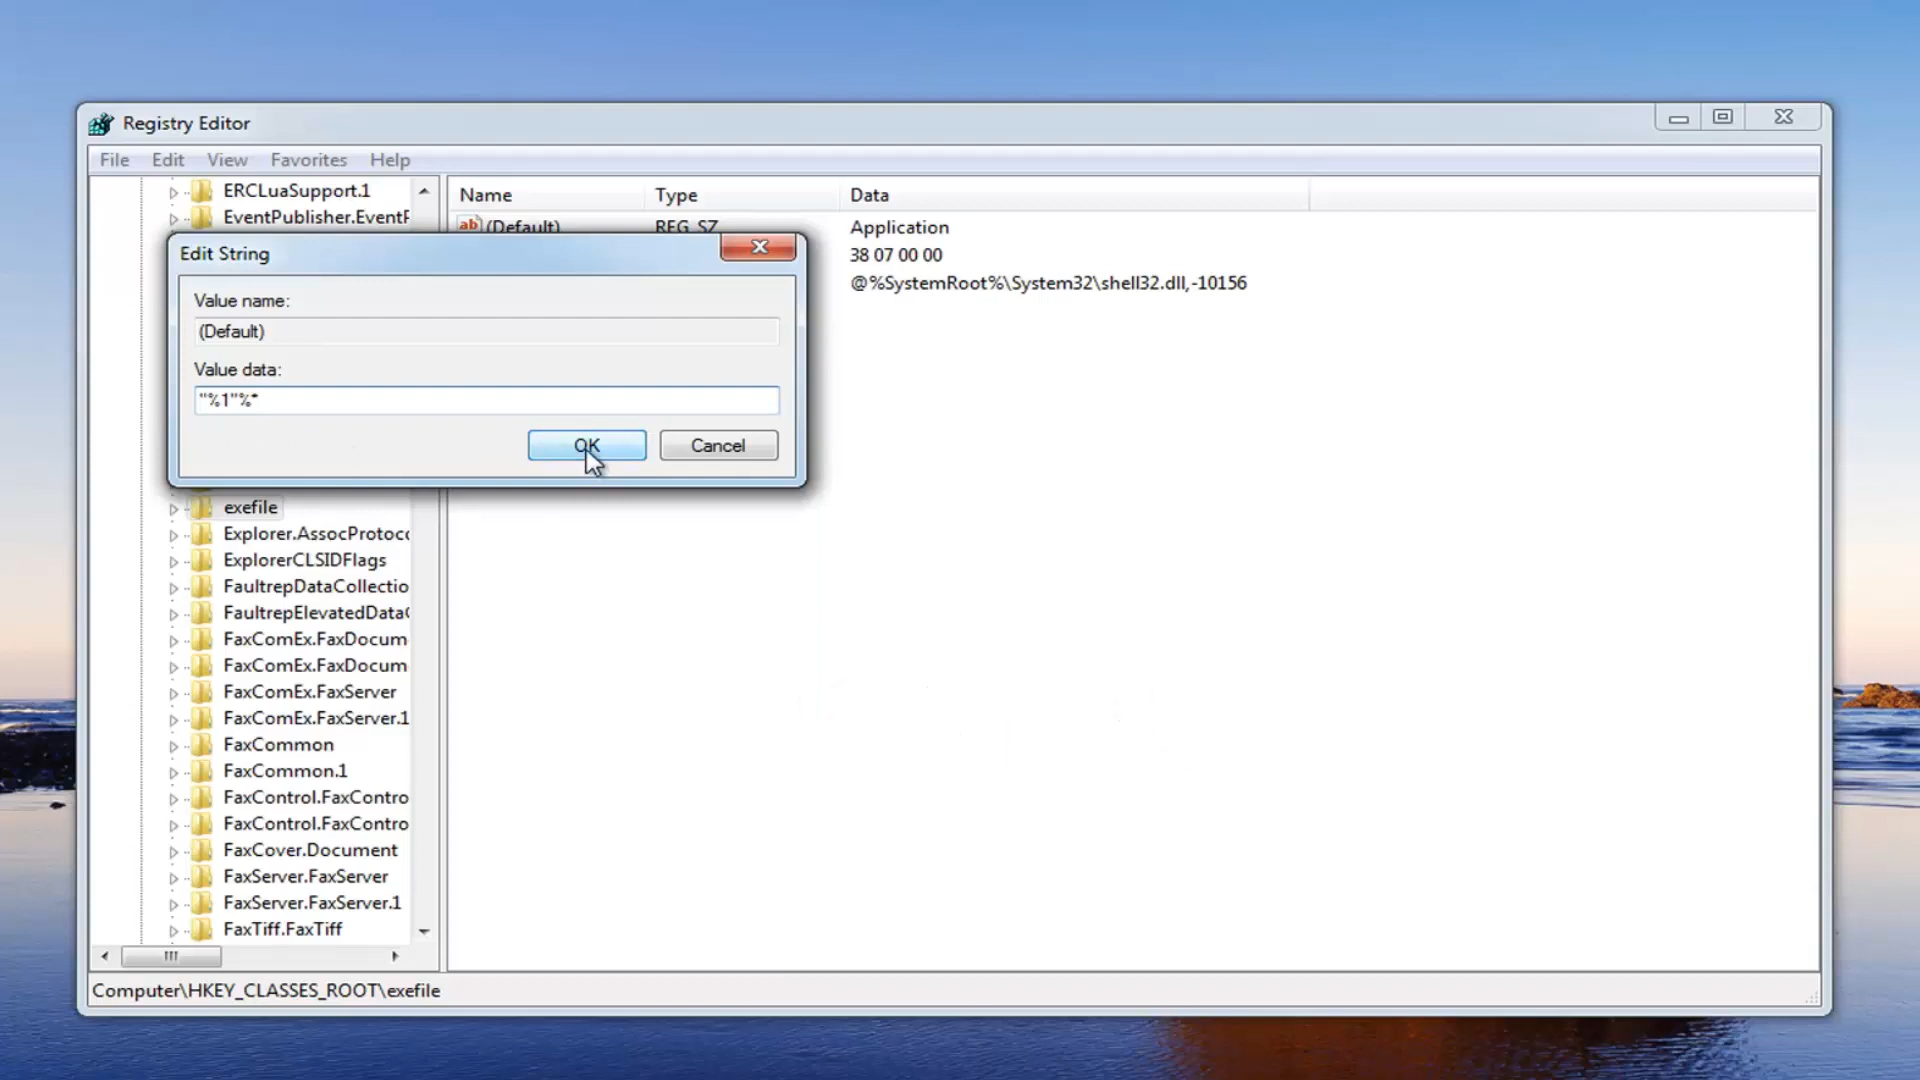 Registry Editor
File Edit View Favorites Help
ERCLuaSupport.1
EventPublisher.EventP
Name Type Data
(Default) REG_SZ Application
38 07 00 00
@%SystemRoot%\System32\shell32.dll,-10156
Edit String
Value name:
(Default)
Value data:
"%1"%*
OK Cancel
exefile
Explorer.AssocProtoco
ExplorerCLSIDFlags
FaultrepDataCollectio
FaultrepElevatedData
FaxComEx.FaxDocum
FaxComEx.FaxDocum
FaxComEx.FaxServer
FaxComEx.FaxServer.1
FaxCommon
FaxCommon.1
FaxControl.FaxContro
FaxControl.FaxContro
FaxCover.Document
FaxServer.FaxServer
FaxServer.FaxServer.1
FaxTiff.FaxTiff
Computer\HKEY_CLASSES_ROOT\exefile